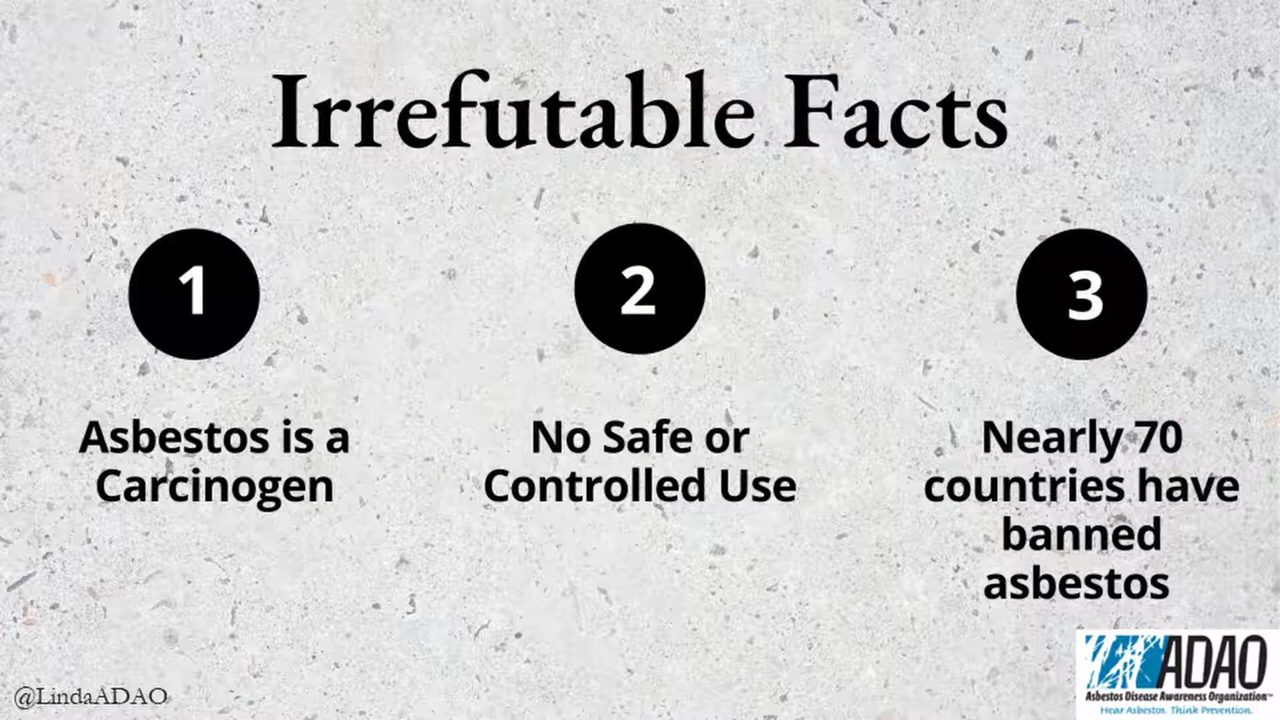 Irrefutable Facts
1
Asbestos is a
Carcinogen
2
No Safe or
Controlled Use
3
Nearly 70
countries have
banned
asbestos
@LindaADAO
ADAO
Asbestos Disease Awareness Organization™
Hear Asbestos. Think Prevention.